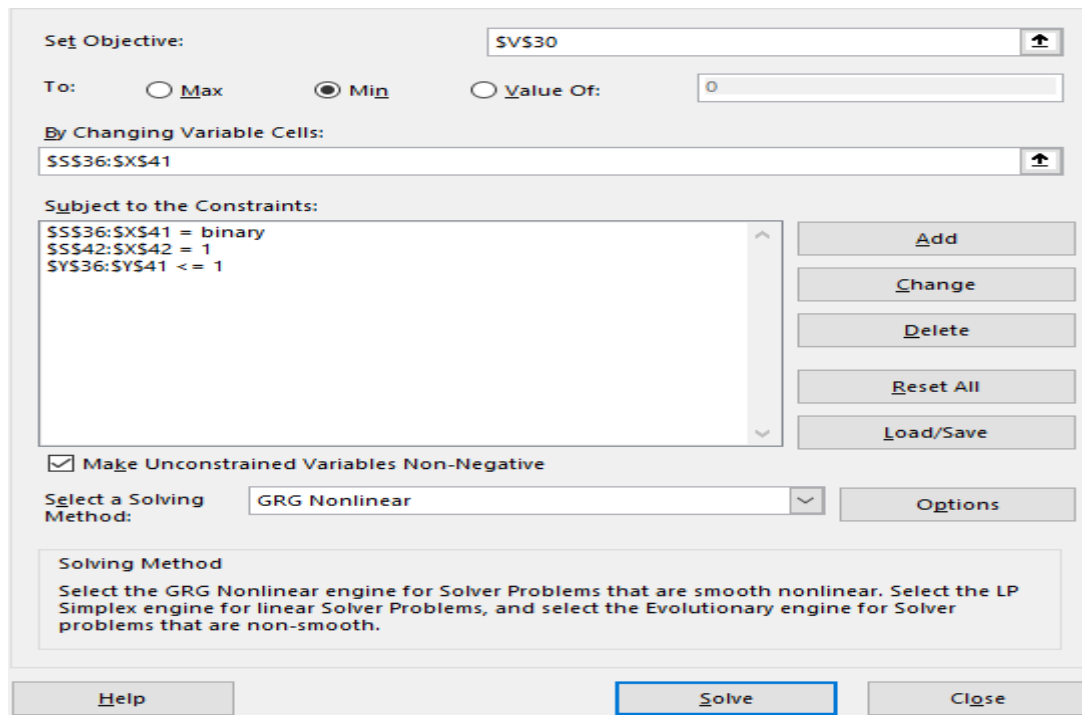 Set Objective: $V$30
To: Max Min Value Of: 0
By Changing Variable Cells:
$S$36:$X$41
Subject to the Constraints:
$S$36:$X$41 = binary
$S$42:$X$42 = 1
$Y$36:$Y$41 <= 1
Add
Change
Delete
Reset All
Load/Save
Make Unconstrained Variables Non-Negative
Select a Solving Method: GRG Nonlinear Options
Solving Method
Select the GRG Nonlinear engine for Solver Problems that are smooth nonlinear. Select the LP
Simplex engine for linear Solver Problems, and select the Evolutionary engine for Solver
problems that are non-smooth.
Help Solve Close